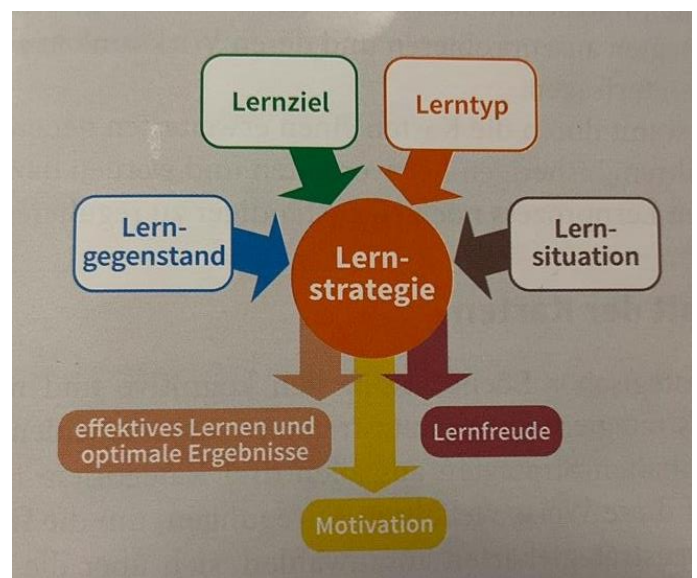 Lernziel
Lerntyp
Lern-
gegenstand
Lern-
strategie
Lern-
situation
effektives Lernen und
optimale Ergebnisse
Lernfreude
Motivation